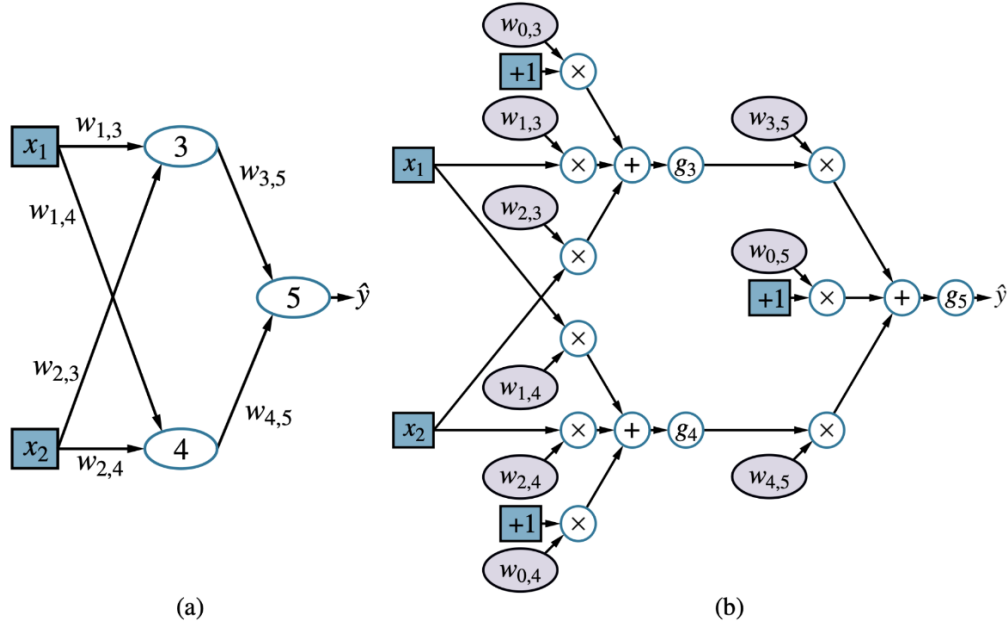 x₁
w₁,₃
3
w₁,₄
w₃,₅
5
ŷ
w₂,₃
w₄,₅
x₂
w₂,₄
4
(a)
w₀,₃
+1
×
w₁,₃
x₁
×
+
g₃
w₃,₅
×
w₂,₃
×
w₀,₅
+1
×
+
g₅
ŷ
×
w₁,₄
x₂
×
+
g₄
×
w₂,₄
w₄,₅
+1
×
w₀,₄
(b)